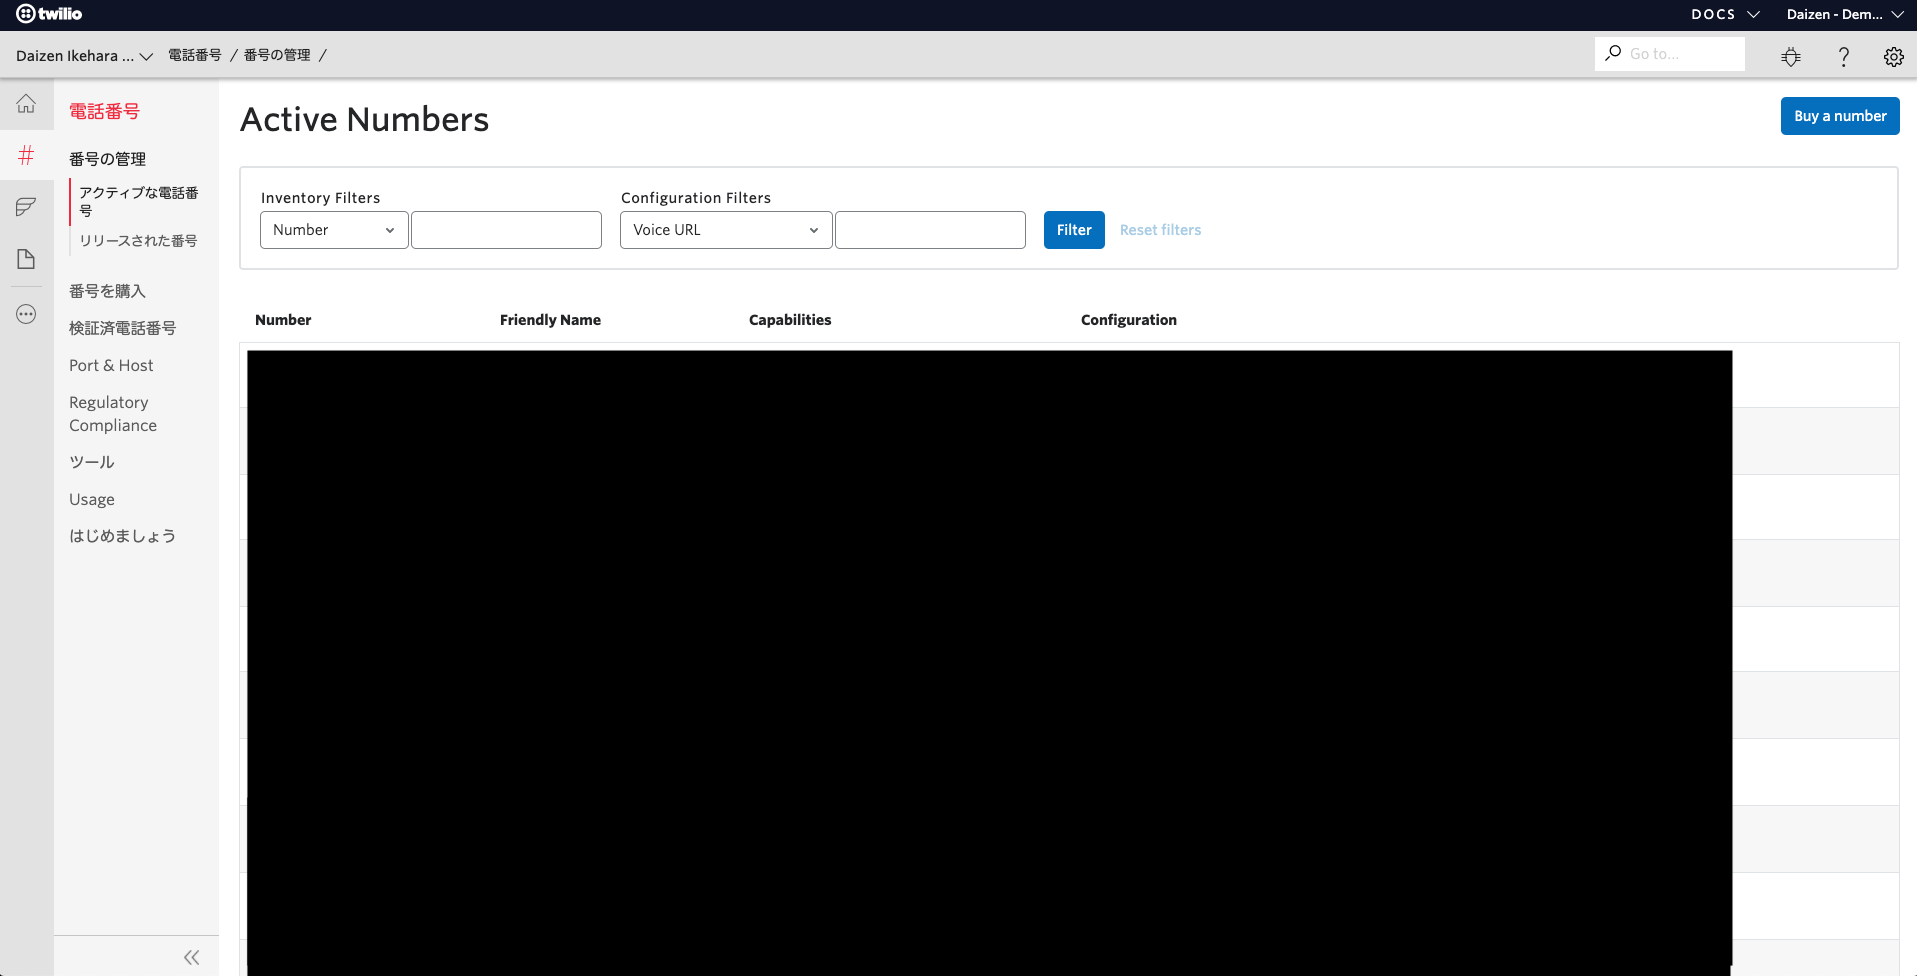 twilio
DOCS
Daizen - Dem...
Daizen Ikehara ...
電話番号 / 番号の管理 /
Go to...
電話番号
番号の管理
アクティブな電話番
号
リリースされた番号
番号を購入
検証済電話番号
Port & Host
Regulatory
Compliance
ツール
Usage
はじめましょう
Active Numbers
Buy a number
Inventory Filters
Configuration Filters
Number
Voice URL
Filter
Reset filters
Number
Friendly Name
Capabilities
Configuration